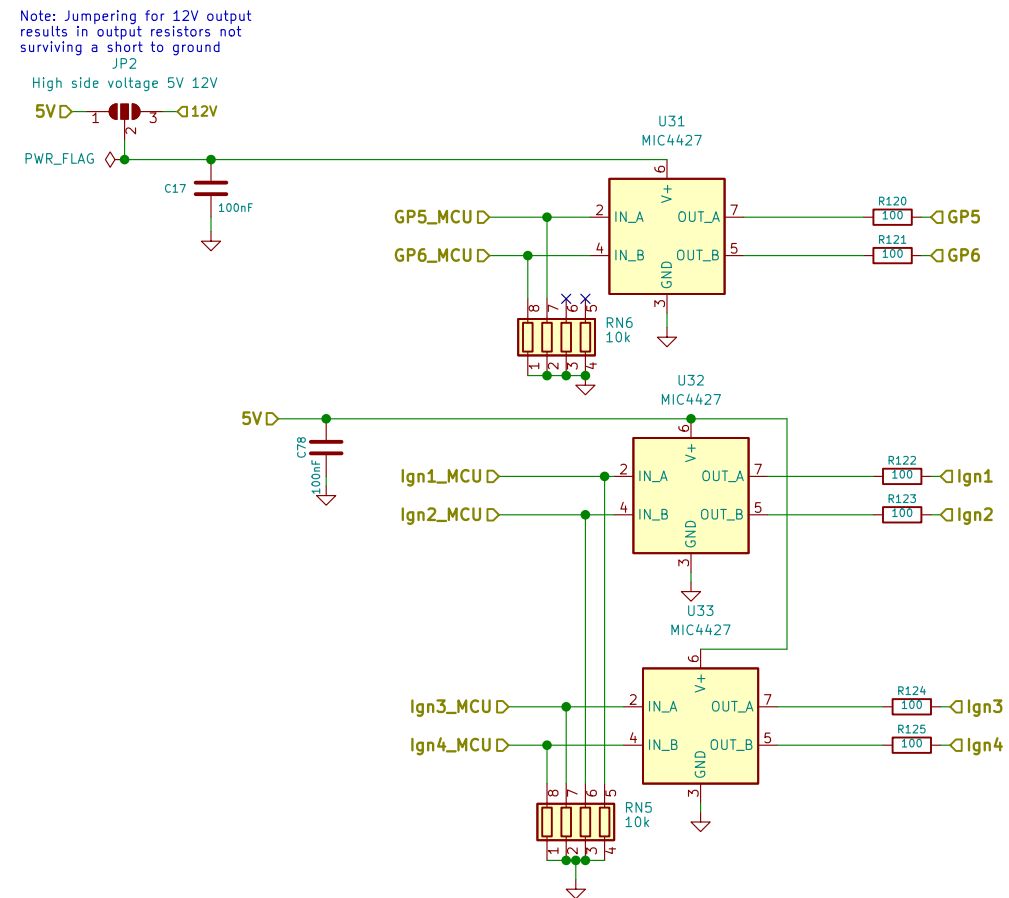 Note: Jumpering for 12V output
results in output resistors not
surviving a short to ground
JP2
High side voltage 5V 12V
5V
1
3
12V
2
PWR_FLAG
C17
100nF
U31
MIC4427
6
V+
GP5_MCU
2
IN_A
OUT_A
7
R120
100
GP5
GP6_MCU
4
IN_B
OUT_B
5
R121
100
GP6
GND
3
8
7
6
5
RN6
10k
1
2
3
4
U32
MIC4427
5V
6
V+
C78
100nF
Ign1_MCU
2
IN_A
OUT_A
7
R122
100
Ign1
Ign2_MCU
4
IN_B
OUT_B
5
R123
100
Ign2
GND
3
U33
MIC4427
6
V+
Ign3_MCU
2
IN_A
OUT_A
7
R124
100
Ign3
Ign4_MCU
4
IN_B
OUT_B
5
R125
100
Ign4
GND
3
8
7
6
5
RN5
10k
1
2
3
4